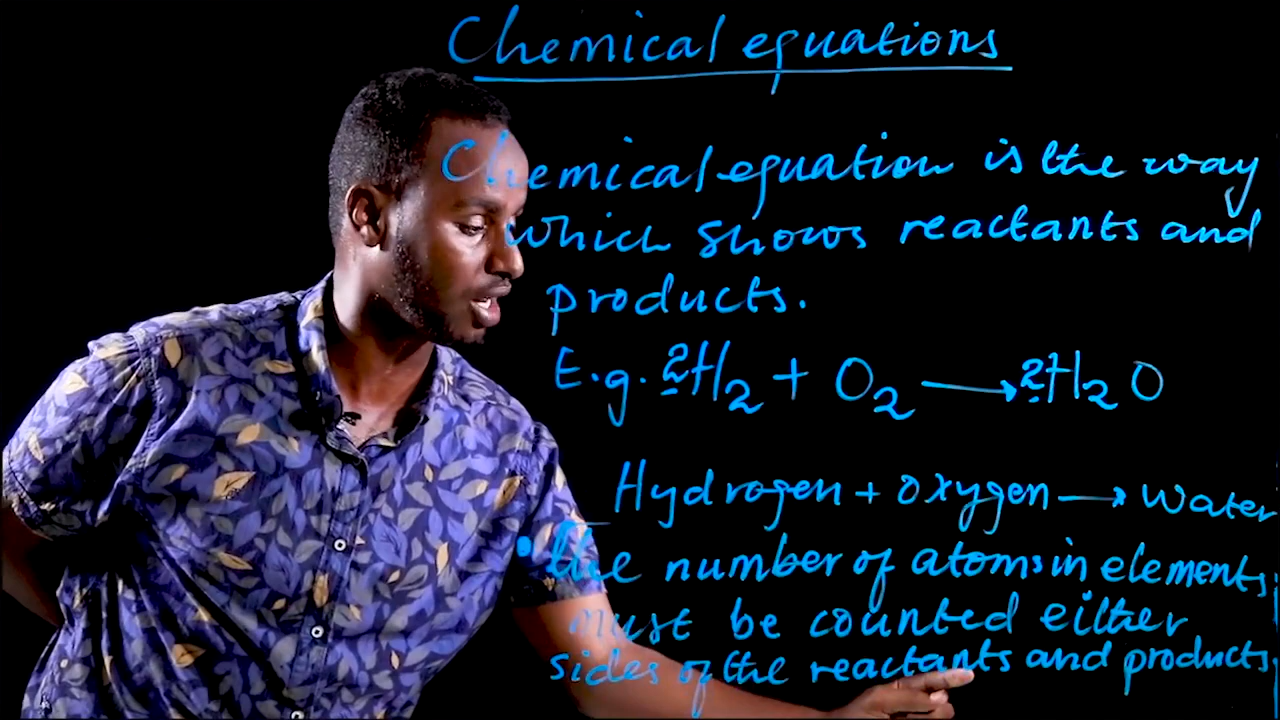 Chemical equations
Chemical equation is the way
which shows reactants and
products.
E.g. 2H₂ + O₂ → 2H₂O
Hydrogen + oxygen → water
• The number of atoms in elements
must be counted either
sides of the reactants and products